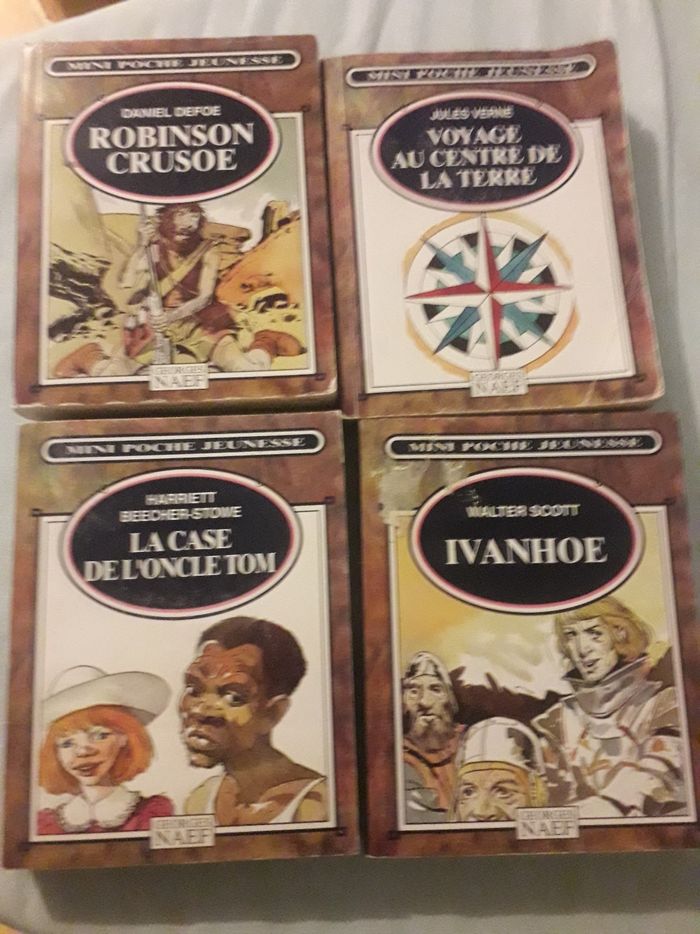 MINI POCHE JEUNESSE
DANIEL DEFOE
ROBINSON
CRUSOE
GEORGES
NAEF
MINI POCHE JEUNESSE
JULES VERNE
VOYAGE
AU CENTRE DE
LA TERRE
GEORGES
NAEF
MINI POCHE JEUNESSE
HARRIETT
BEECHER-STOWE
LA CASE
DE L'ONCLE TOM
GEORGES
NAEF
MINI POCHE JEUNESSE
WALTER SCOTT
IVANHOE
GEORGES
NAEF